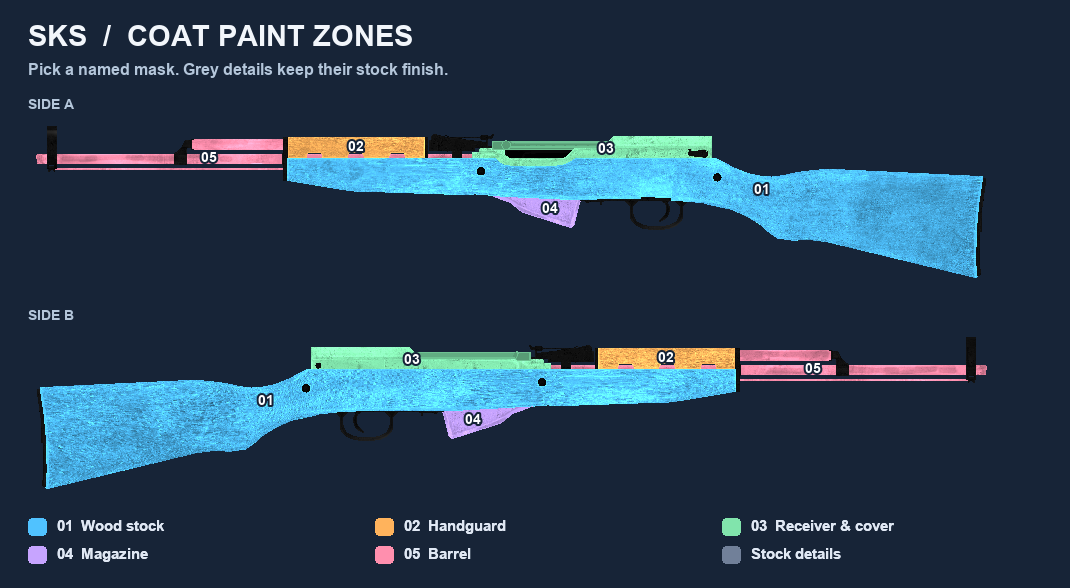 SKS / COAT PAINT ZONES
Pick a named mask. Grey details keep their stock finish.
SIDE A
02
03
05
01
04
SIDE B
03
02
05
01
04
01 Wood stock
02 Handguard
03 Receiver & cover
04 Magazine
05 Barrel
Stock details